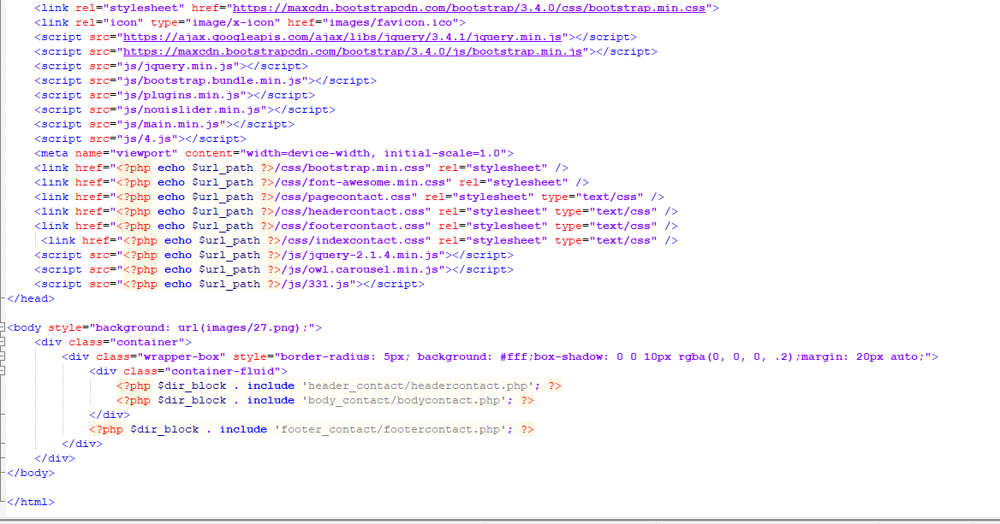 <link rel="stylesheet" href="https://maxcdn.bootstrapcdn.com/bootstrap/3.4.0/css/bootstrap.min.css">
<link rel="icon" type="image/x-icon" href="images/favicon.ico">
<script src="https://ajax.googleapis.com/ajax/libs/jquery/3.4.1/jquery.min.js"></script>
<script src="https://maxcdn.bootstrapcdn.com/bootstrap/3.4.0/js/bootstrap.min.js"></script>
<script src="js/jquery.min.js"></script>
<script src="js/bootstrap.bundle.min.js"></script>
<script src="js/plugins.min.js"></script>
<script src="js/nouislider.min.js"></script>
<script src="js/main.min.js"></script>
<script src="js/4.js"></script>
<meta name="viewport" content="width=device-width, initial-scale=1.0">
<link href="<?php echo $url_path ?>/css/bootstrap.min.css" rel="stylesheet" />
<link href="<?php echo $url_path ?>/css/font-awesome.min.css" rel="stylesheet" />
<link href="<?php echo $url_path ?>/css/pagecontact.css" rel="stylesheet" type="text/css" />
<link href="<?php echo $url_path ?>/css/headercontact.css" rel="stylesheet" type="text/css" />
<link href="<?php echo $url_path ?>/css/footercontact.css" rel="stylesheet" type="text/css" />
<link href="<?php echo $url_path ?>/css/indexcontact.css" rel="stylesheet" type="text/css" />
<script src="<?php echo $url_path ?>/js/jquery-2.1.4.min.js"></script>
<script src="<?php echo $url_path ?>/js/owl.carousel.min.js"></script>
<script src="<?php echo $url_path ?>/js/331.js"></script>
</head>
<body style="background: url(images/27.png);">
<div class="container">
<div class="wrapper-box" style="border-radius: 5px; background: #fff;box-shadow: 0 0 10px rgba(0, 0, 0, .2);margin: 20px auto;">
<div class="container-fluid">
<?php $dir_block . include 'header_contact/headercontact.php'; ?>
<?php $dir_block . include 'body_contact/bodycontact.php'; ?>
</div>
<?php $dir_block . include 'footer_contact/footercontact.php'; ?>
</div>
</div>
</body>
</html>